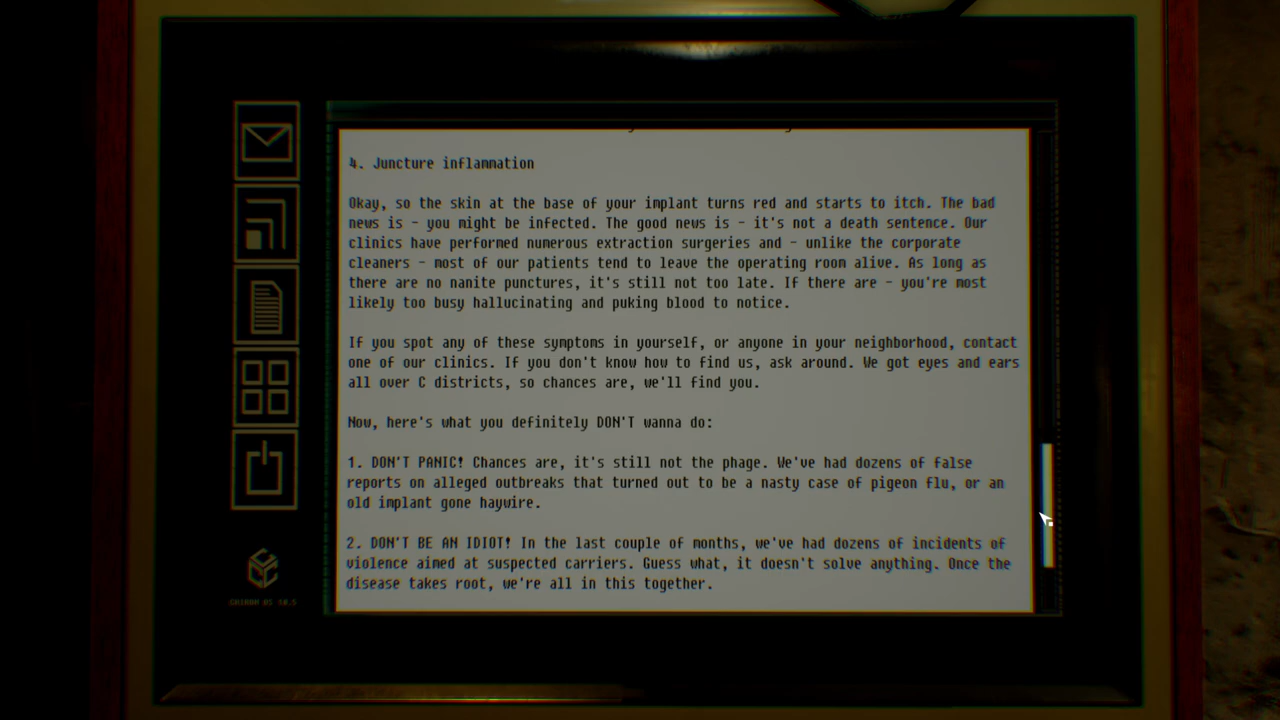 4. Juncture inflammation
Okay, so the skin at the base of your implant turns red and starts to itch. The bad
news is - you might be infected. The good news is - it's not a death sentence. Our
clinics have performed numerous extraction surgeries and - unlike the corporate
cleaners - most of our patients tend to leave the operating room alive. As long as
there are no nanite punctures, it's still not too late. If there are - you're most
likely too busy hallucinating and puking blood to notice.
If you spot any of these symptoms in yourself, or anyone in your neighborhood, contact
one of our clinics. If you don't know how to find us, ask around. We got eyes and ears
all over C districts, so chances are, we'll find you.
Now, here's what you definitely DON'T wanna do:
1. DON'T PANIC! Chances are, it's still not the phage. We've had dozens of false
reports on alleged outbreaks that turned out to be a nasty case of pigeon flu, or an
old implant gone haywire.
2. DON'T BE AN IDIOT! In the last couple of months, we've had dozens of incidents of
violence aimed at suspected carriers. Guess what, it doesn't solve anything. Once the
disease takes root, we're all in this together.